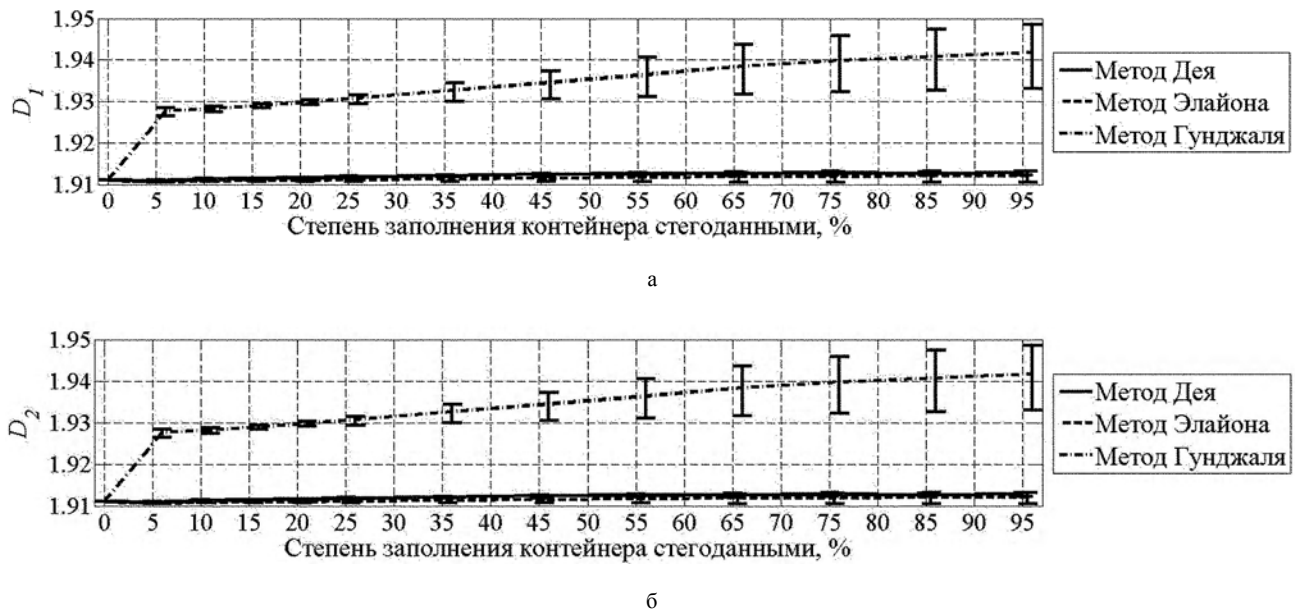 1.95
1.94
1.93
1.92
1.91
D1
0 5 10 15 20 25 30 35 40 45 50 55 60 65 70 75 80 85 90 95
Степень заполнения контейнера стегоданными, %
Метод Дея
Метод Элайона
Метод Гунджаля
а
1.95
1.94
1.93
1.92
1.91
D2
0 5 10 15 20 25 30 35 40 45 50 55 60 65 70 75 80 85 90 95
Степень заполнения контейнера стегоданными, %
Метод Дея
Метод Элайона
Метод Гунджаля
б